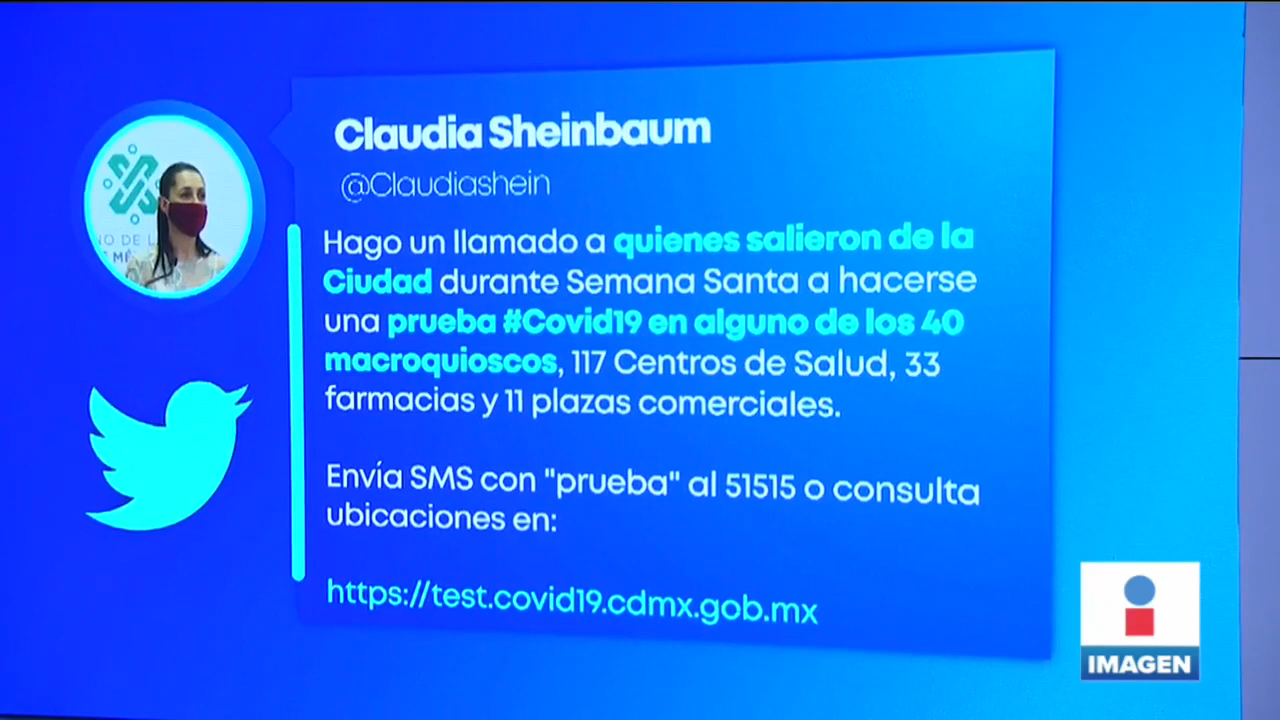 Claudia Sheinbaum
@Claudiashein
Hago un llamado a quienes salieron de la
Ciudad durante Semana Santa a hacerse
una prueba #Covid19 en alguno de los 40
macroquioscos, 117 Centros de Salud, 33
farmacias y 11 plazas comerciales.
Envía SMS con "prueba" al 51515 o consulta
ubicaciones en:
https://test.covid19.cdmx.gob.mx
IMAGEN